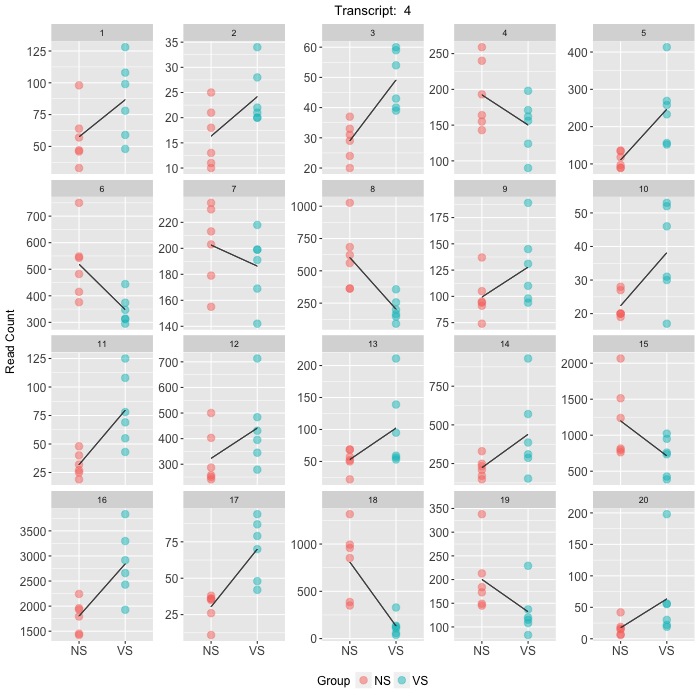 Transcript: 4
1 2 3 4 5
125 100 75 50
35 30 25 20 15 10
60 50 40 30 20
250 200 150 100
400 300 200 100
6 7 8 9 10
700 600 500 400 300
220 200 180 160 140
1000 750 500 250
175 150 125 100 75
50 40 30 20
Read Count
11 12 13 14 15
125 100 75 50 25
700 600 500 400 300
200 150 100 50
750 500 250
2000 1500 1000 500
16 17 18 19 20
3500 3000 2500 2000 1500
75 50 25
1000 500 0
350 300 250 200 150 100
200 150 100 50 0
NS VS NS VS NS VS NS VS NS VS
Group NS VS